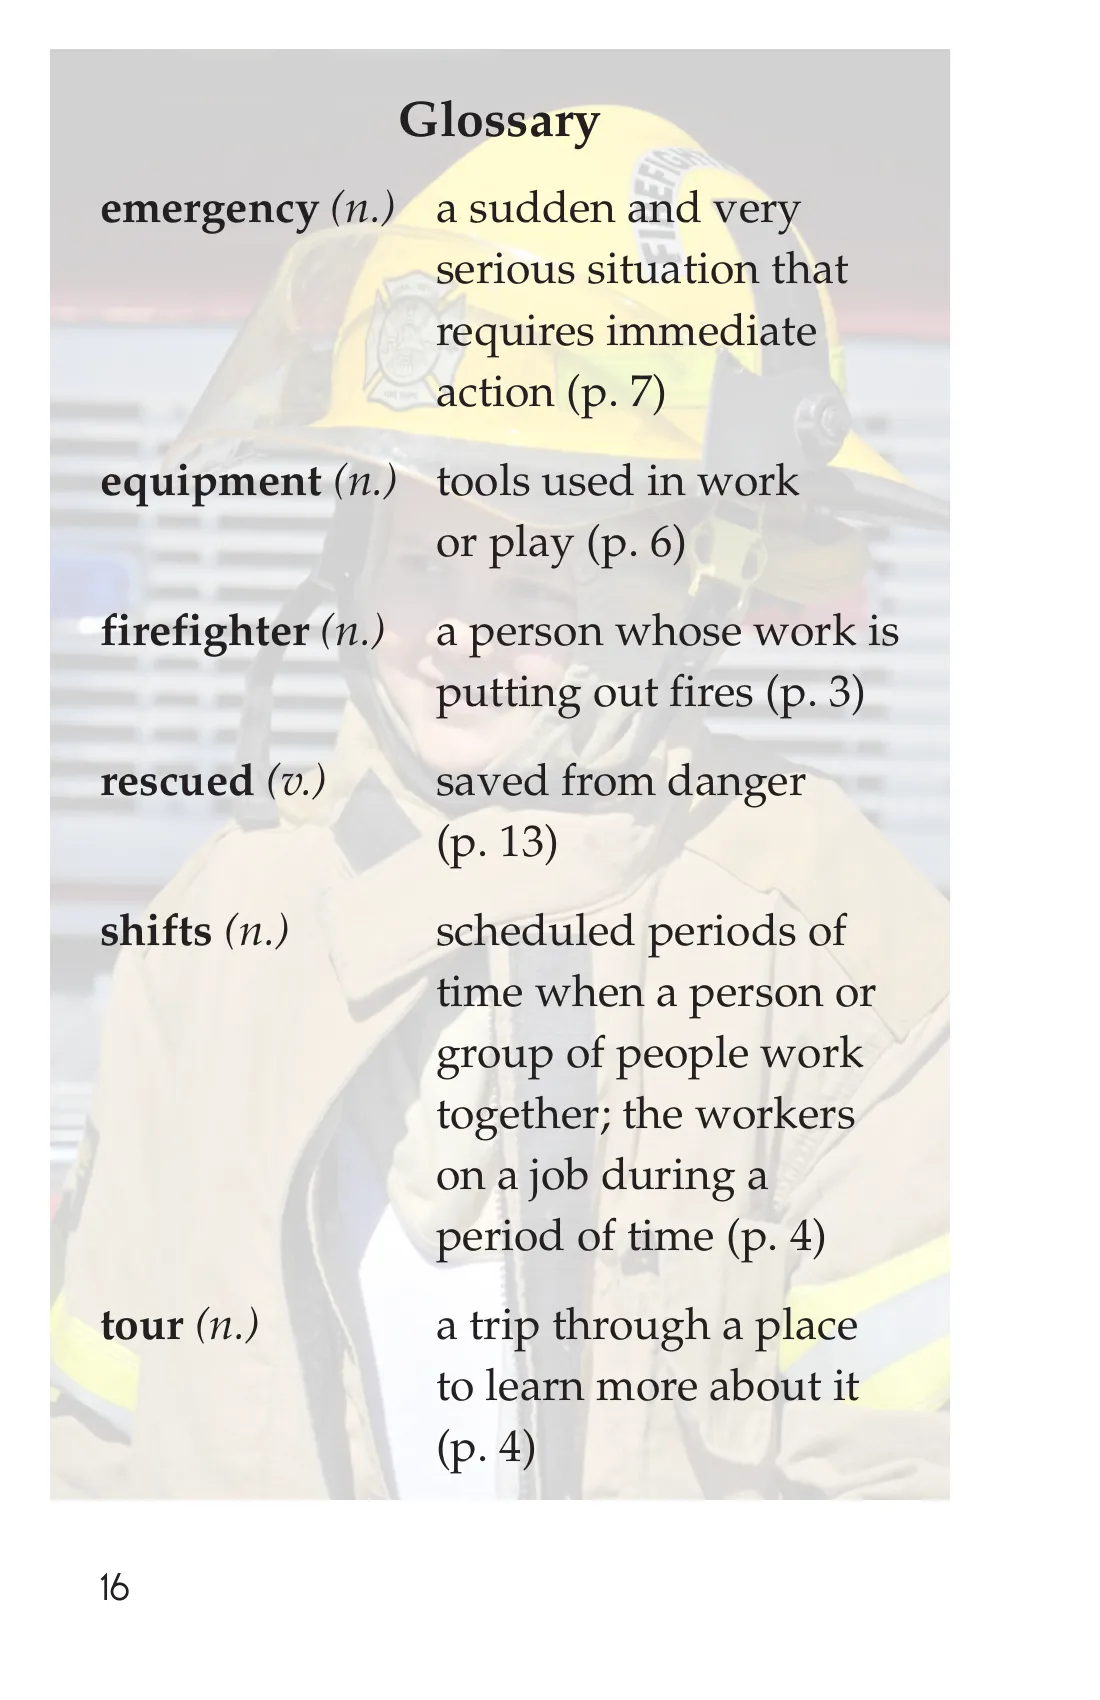 Glossary
emergency (n.) a sudden and very
serious situation that
requires immediate
action (p. 7)
equipment (n.) tools used in work
or play (p. 6)
firefighter (n.) a person whose work is
putting out fires (p. 3)
rescued (v.) saved from danger
(p. 13)
shifts (n.) scheduled periods of
time when a person or
group of people work
together; the workers
on a job during a
period of time (p. 4)
tour (n.) a trip through a place
to learn more about it
(p. 4)
16